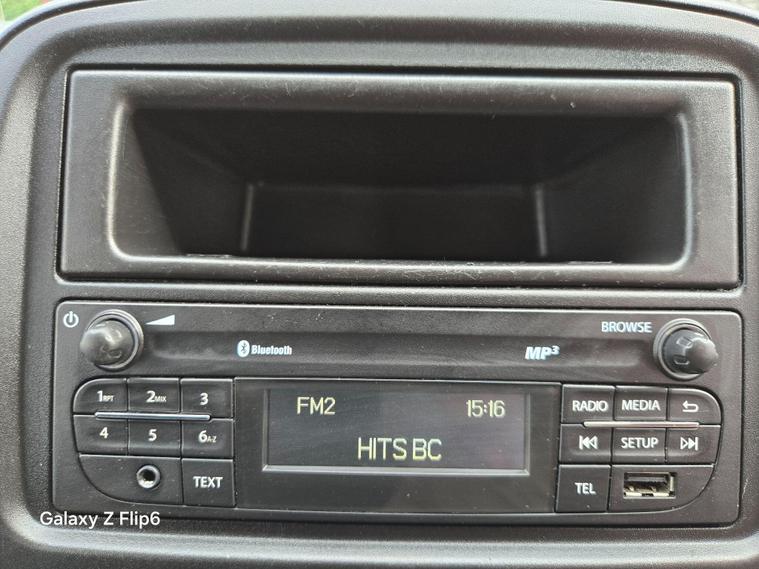 BROWSE
Bluetooth
MP3
1RPT 2MIX 3
FM2 15:16
RADIO MEDIA
4 5 6A-Z
HITS BC
SETUP
TEXT
TEL
Galaxy Z Flip6